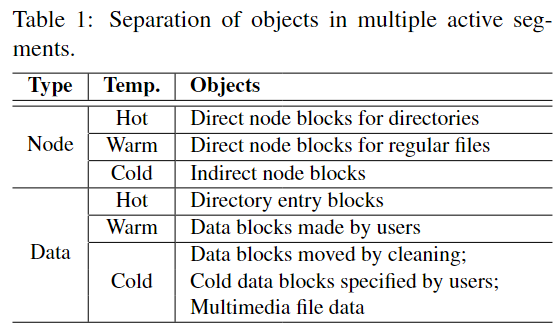 Table 1: Separation of objects in multiple active seg-
ments.
Type Temp. Objects
Node Hot Direct node blocks for directories
Warm Direct node blocks for regular files
Cold Indirect node blocks
Data Hot Directory entry blocks
Warm Data blocks made by users
Cold Data blocks moved by cleaning;
Cold data blocks specified by users;
Multimedia file data